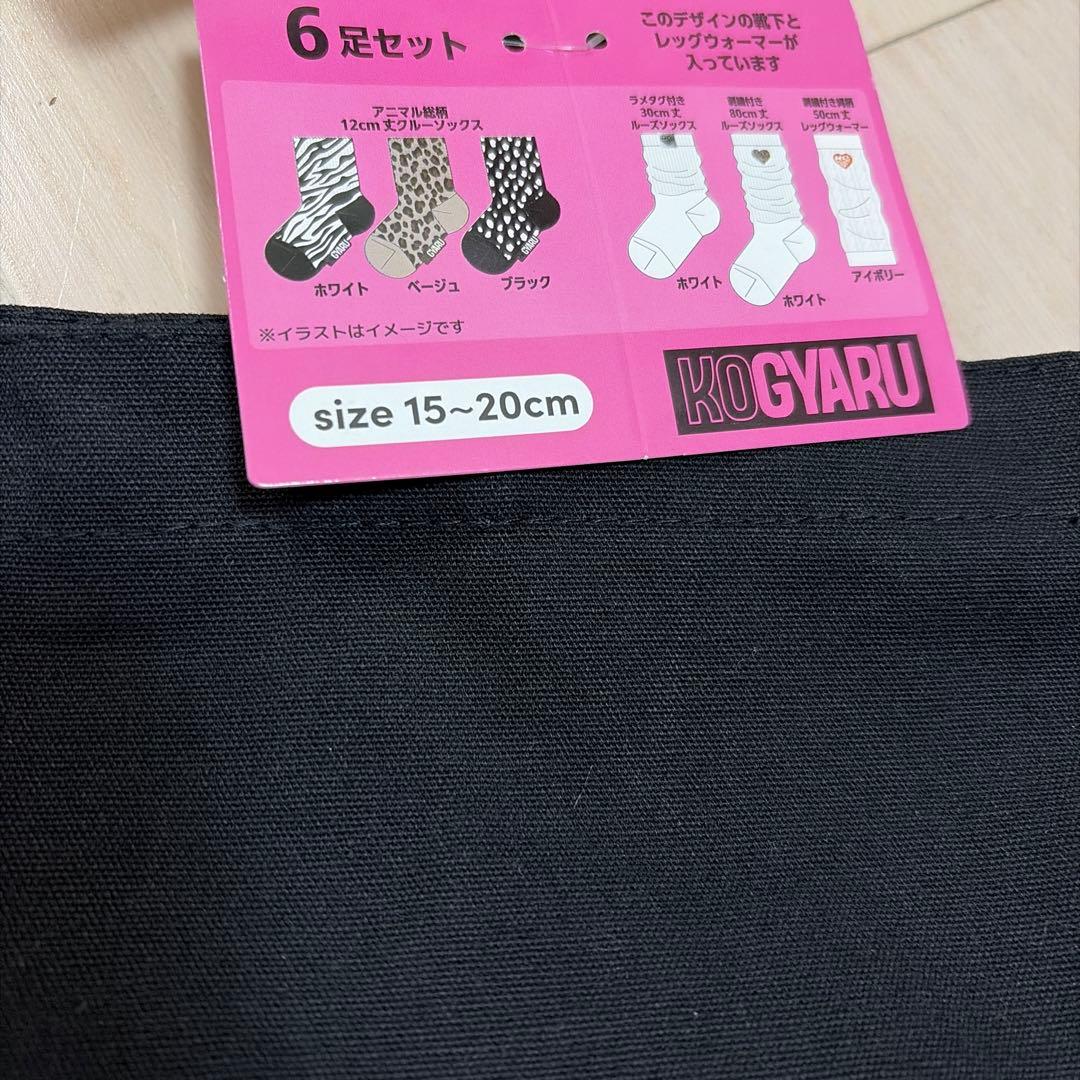 6足セット
このデザインの靴下と
レッグウォーマーが
入っています
アニマル総柄
12cm丈クルーソックス
ラメタグ付き
30cm丈
ルーズソックス
刺繍付き
80cm丈
ルーズソックス
刺繍付き縄柄
50cm丈
レッグウォーマー
GYARU
GYARU
GYARU
ホワイト
ベージュ
ブラック
ホワイト
ホワイト
アイボリー
※イラストはイメージです
size 15~20cm
KOGYARU